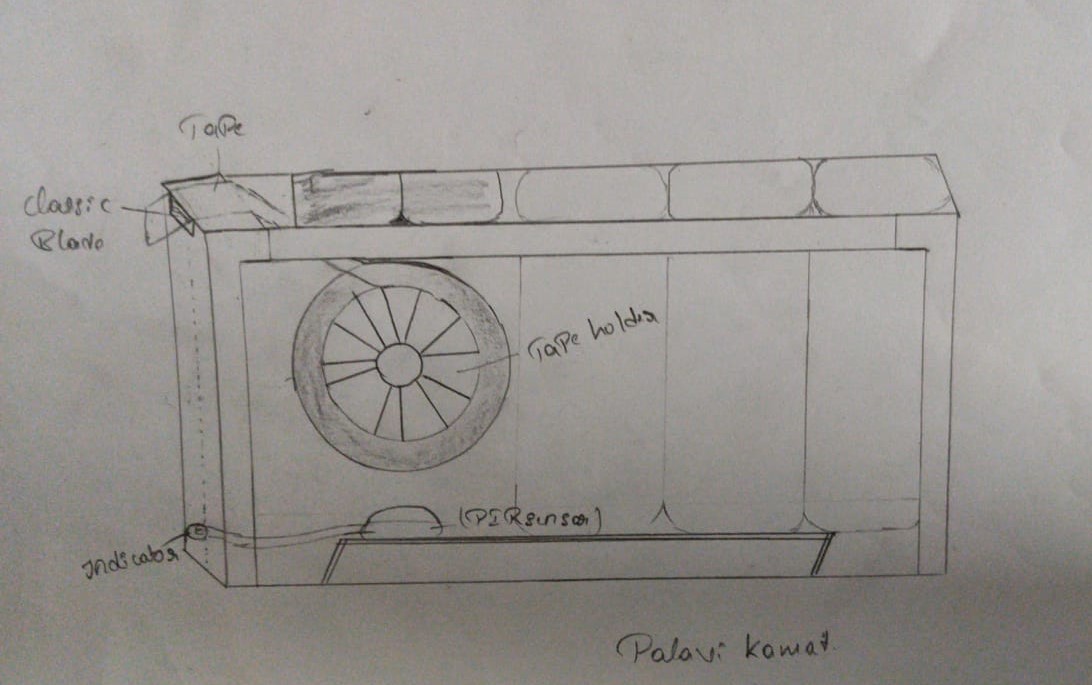 Tape
Classic
Blade
Tape holder
(PIR sensor)
Indicator
Palavi Kamat